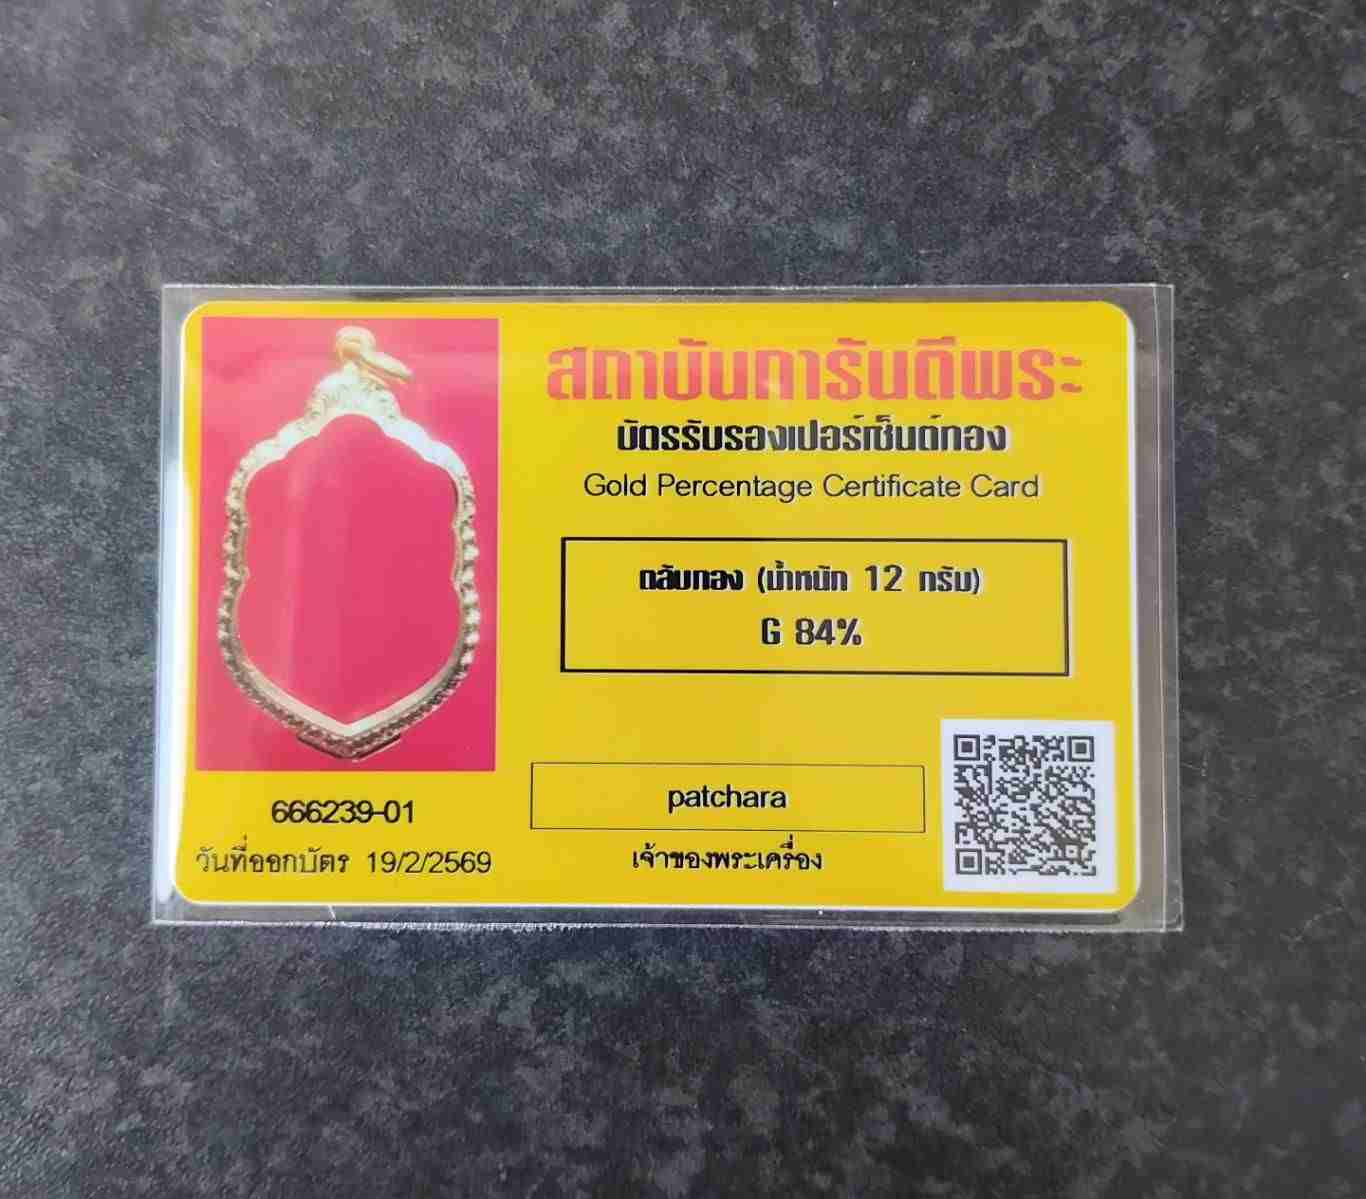 สถาบันการันตีพระ
บัตรรับรองเปอร์เซ็นต์ทอง
Gold Percentage Certificate Card
ตลับทอง (น้ำหนัก 12 กรัม)
G 84%
666239-01
วันที่ออกบัตร 19/2/2569
patchara
เจ้าของพระเครื่อง